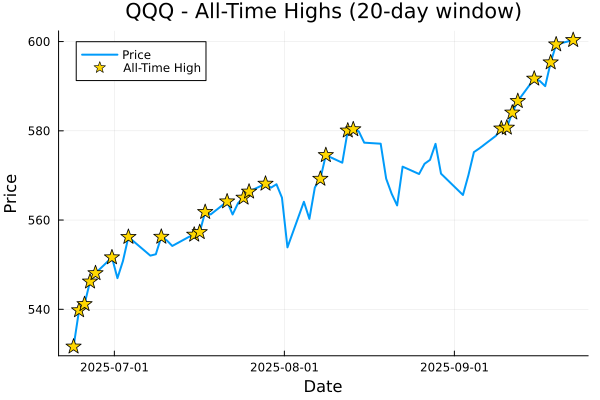 QQQ - All-Time Highs (20-day window)
Price
All-Time High
600
580
560
540
Price
2025-07-01
2025-08-01
2025-09-01
Date